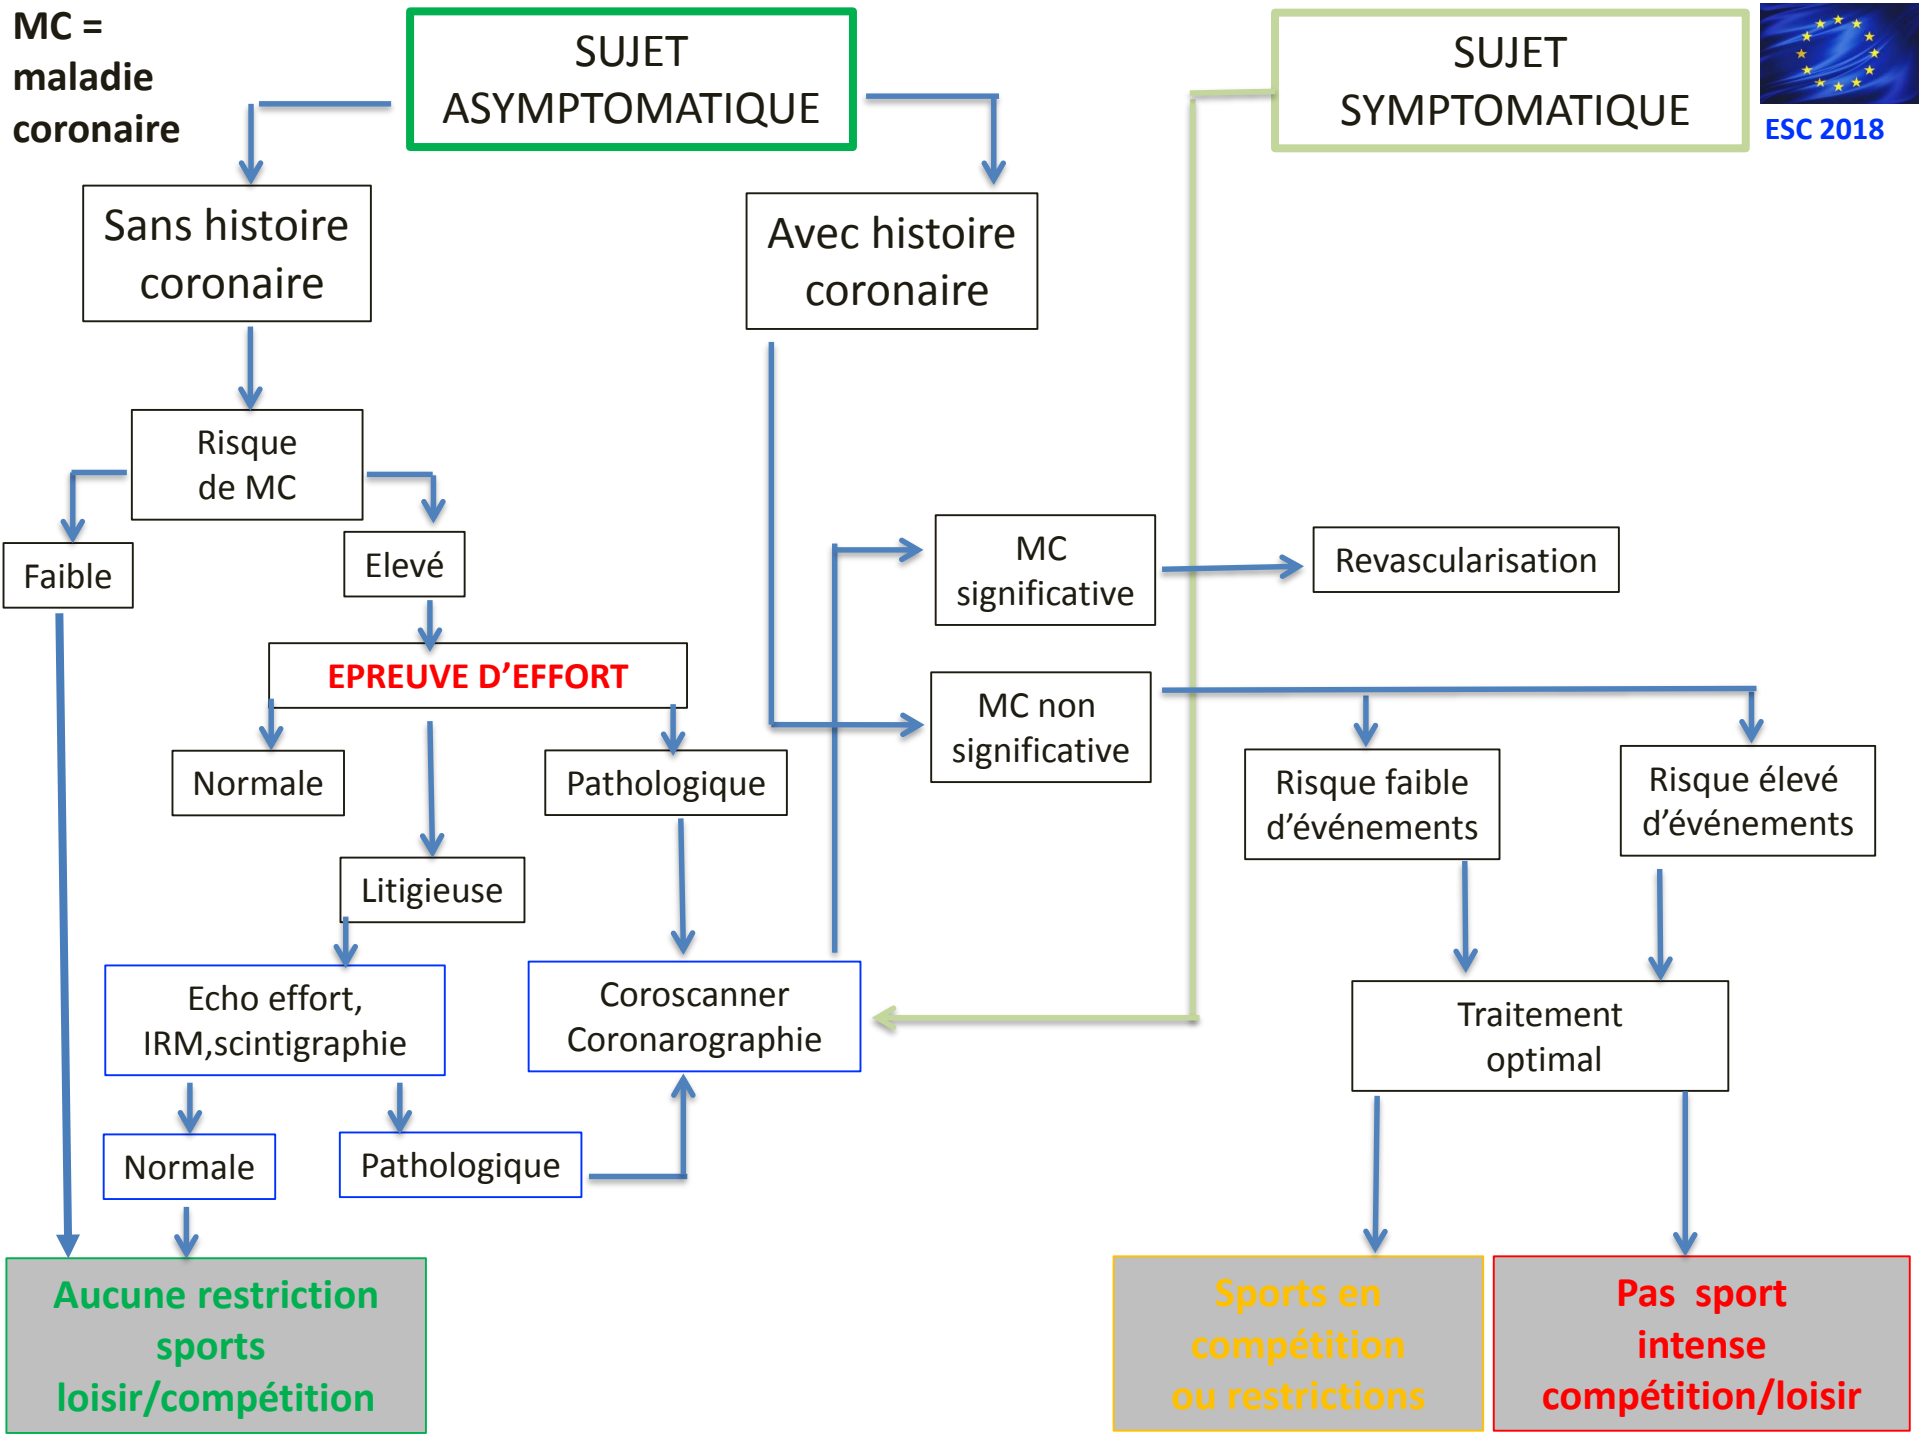 MC =
maladie
coronaire
SUJET
ASYMPTOMATIQUE
SUJET
SYMPTOMATIQUE
ESC 2018
Sans histoire
coronaire
Avec histoire
coronaire
Risque
de MC
Faible
Elevé
MC
significative
Revascularisation
EPREUVE D’EFFORT
MC non
significative
Normale
Pathologique
Risque faible
d’événements
Risque élevé
d’événements
Litigieuse
Echo effort,
IRM,scintigraphie
Coroscanner
Coronarographie
Traitement
optimal
Normale
Pathologique
Aucune restriction
sports
loisir/compétition
Sports en
compétition
ou restrictions
Pas  sport
intense
compétition/loisir